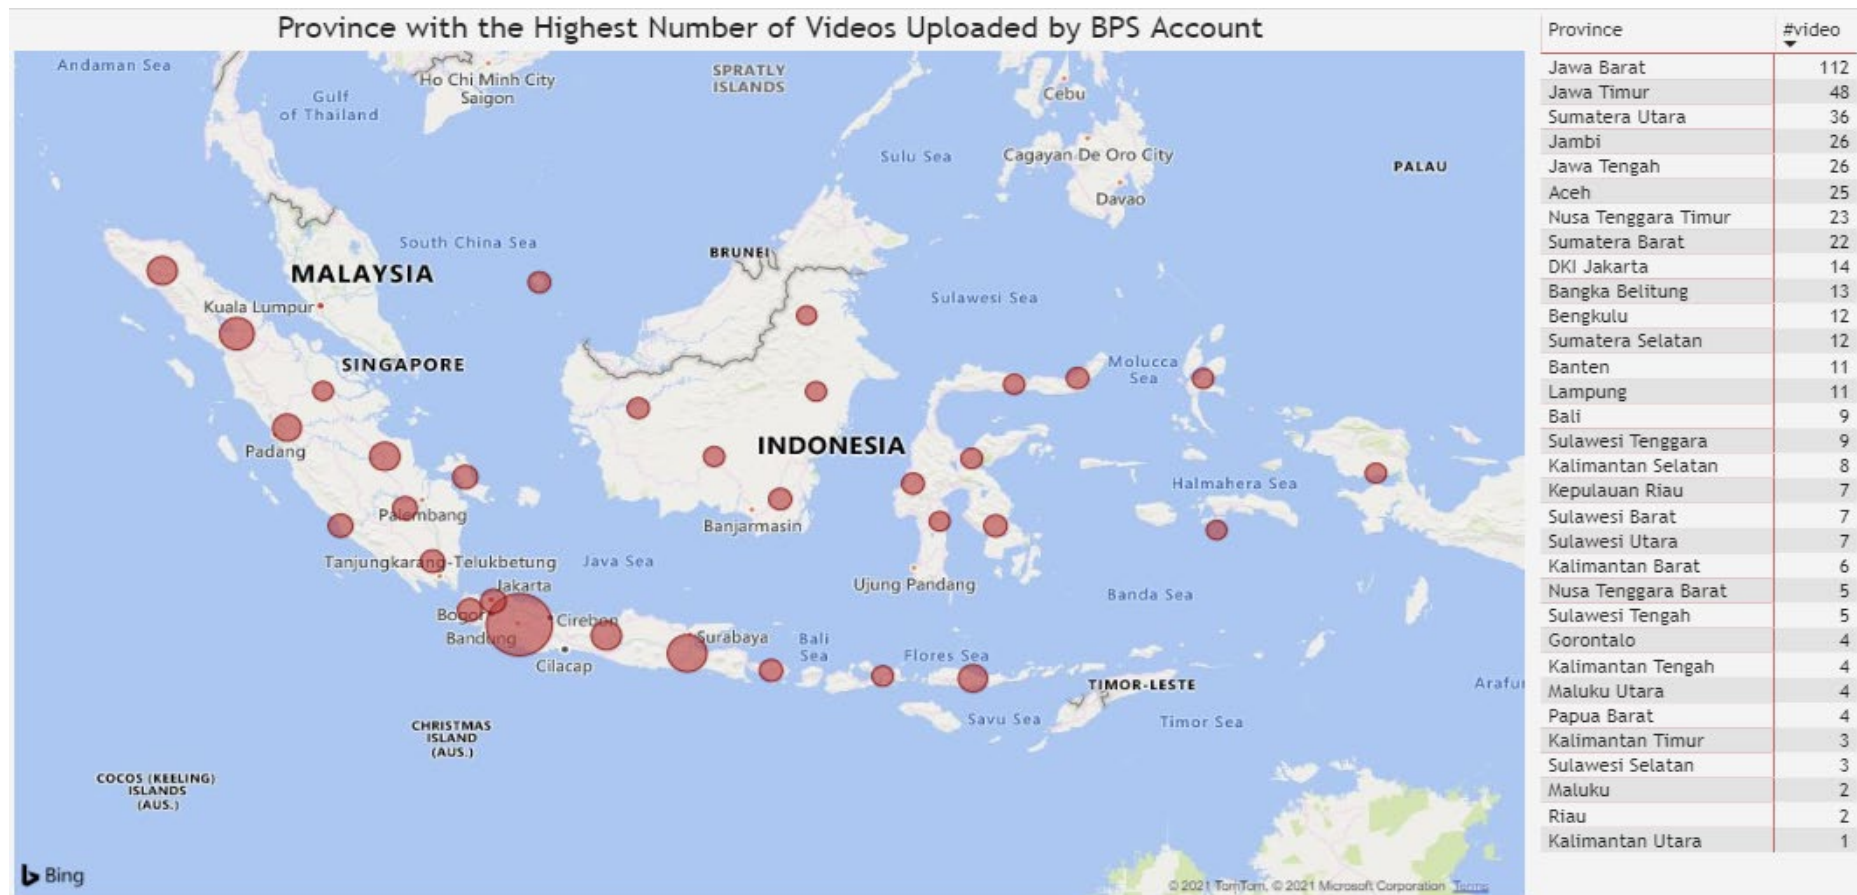 Province with the Highest Number of Videos Uploaded by BPS Account
Andaman Sea
Gulf
of Thailand
Ho Chi Minh City
Saigon
SPRATLY
ISLANDS
Cebu
Sulu Sea
Cagayan De Oro City
Davao
PALAU
South China Sea
BRUNEI
MALAYSIA
Kuala Lumpur
Sulawesi Sea
SINGAPORE
Molucca
Sea
Padang
INDONESIA
Halmahera Sea
Palembang
Banjarmasin
Tanjungkarang-Telukbetung
Java Sea
Ujung Pandang
Jakarta
Banda Sea
Bogor
Cirebon
Bandung
Surabaya
Cilacap
Bali
Sea
Flores Sea
TIMOR-LESTE
Arafur
Savu Sea
Timor Sea
CHRISTMAS
ISLAND
(AUS.)
COCOS (KEELING)
ISLANDS
(AUS.)
Bing
© 2021 TomTom, © 2021 Microsoft Corporation Terms
Province #video
Jawa Barat 112
Jawa Timur 48
Sumatera Utara 36
Jambi 26
Jawa Tengah 26
Aceh 25
Nusa Tenggara Timur 23
Sumatera Barat 22
DKI Jakarta 14
Bangka Belitung 13
Bengkulu 12
Sumatera Selatan 12
Banten 11
Lampung 11
Bali 9
Sulawesi Tenggara 9
Kalimantan Selatan 8
Kepulauan Riau 7
Sulawesi Barat 7
Sulawesi Utara 7
Kalimantan Barat 6
Nusa Tenggara Barat 5
Sulawesi Tengah 5
Gorontalo 4
Kalimantan Tengah 4
Maluku Utara 4
Papua Barat 4
Kalimantan Timur 3
Sulawesi Selatan 3
Maluku 2
Riau 2
Kalimantan Utara 1